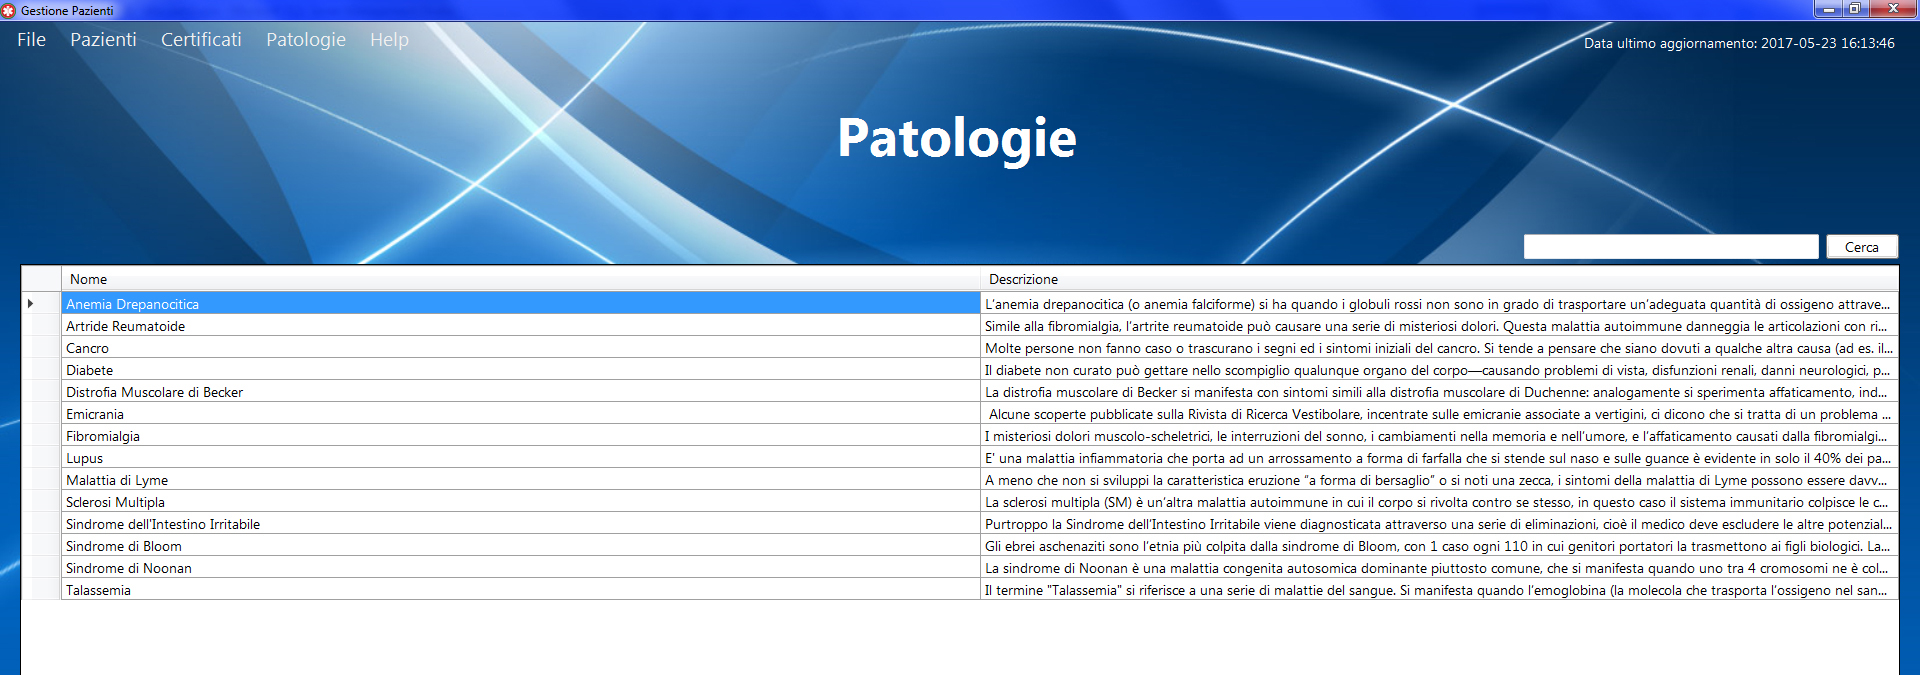 Gestione Pazienti
File Pazienti Certificati Patologie Help
Data ultimo aggiornamento: 2017-05-23 16:13:46
Patologie
Cerca
Nome Descrizione
Anemia Drepanocitica L'anemia drepanocitica (o anemia falciforme) si ha quando i globuli rossi non sono in grado di trasportare un'adeguata quantità di ossigeno attrave...
Artride Reumatoide Simile alla fibromialgia, l'artrite reumatoide può causare una serie di misteriosi dolori. Questa malattia autoimmune danneggia le articolazioni con ri...
Cancro Molte persone non fanno caso o trascurano i segni ed i sintomi iniziali del cancro. Si tende a pensare che siano dovuti a qualche altra causa (ad es. il...
Diabete Il diabete non curato può gettare nello scompiglio qualunque organo del corpo—causando problemi di vista, disfunzioni renali, danni neurologici, p...
Distrofia Muscolare di Becker La distrofia muscolare di Becker si manifesta con sintomi simili alla distrofia muscolare di Duchenne: analogamente si sperimenta affaticamento, ind...
Emicrania Alcune scoperte pubblicate sulla Rivista di Ricerca Vestibolare, incentrate sulle emicranie associate a vertigini, ci dicono che si tratta di un problema ...
Fibromialgia I misteriosi dolori muscolo-scheletrici, le interruzioni del sonno, i cambiamenti nella memoria e nell'umore, e l'affaticamento causati dalla fibromialgi...
Lupus E' una malattia infiammatoria che porta ad un arrossamento a forma di farfalla che si stende sul naso e sulle guance è evidente in solo il 40% dei pa...
Malattia di Lyme A meno che non si sviluppi la caratteristica eruzione “a forma di bersaglio” o si noti una zecca, i sintomi della malattia di Lyme possono essere davv...
Sclerosi Multipla La sclerosi multipla (SM) è un'altra malattia autoimmune in cui il corpo si rivolta contro se stesso, in questo caso il sistema immunitario colpisce le c...
Sindrome dell'Intestino Irritabile Purtroppo la Sindrome dell'Intestino Irritabile viene diagnosticata attraverso una serie di eliminazioni, cioè il medico deve escludere le altre potenzial...
Sindrome di Bloom Gli ebrei aschenaziti sono l'etnia più colpita dalla sindrome di Bloom, con 1 caso ogni 110 in cui genitori portatori la trasmettono ai figli biologici. La...
Sindrome di Noonan La sindrome di Noonan è una malattia congenita autosomica dominante piuttosto comune, che si manifesta quando uno tra 4 cromosomi ne è col...
Talassemia Il termine "Talassemia" si riferisce a una serie di malattie del sangue. Si manifesta quando l'emoglobina (la molecola che trasporta l'ossigeno nel san...